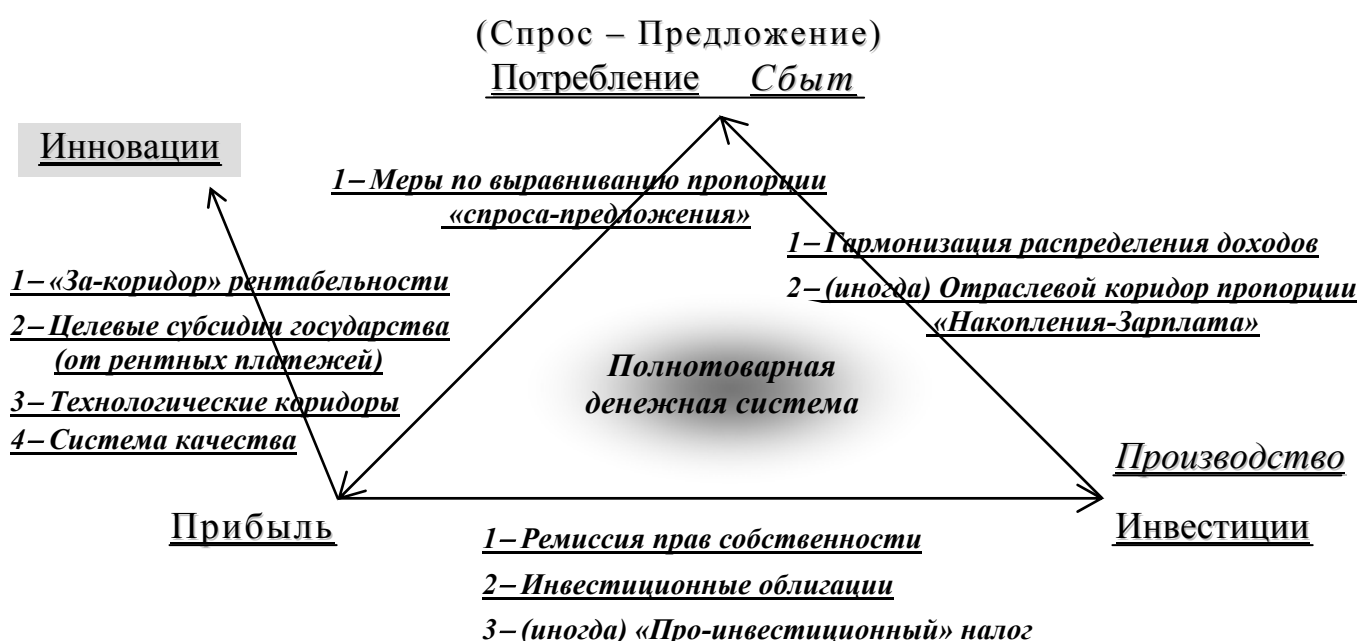 (Спрос – Предложение)
Потребление Сбыт
Инновации
1– Меры по выравниванию пропорции
«спроса-предложения»
1– Гармонизация распределения доходов
2– (иногда) Отраслевой коридор пропорции
«Накопления-Зарплата»
1– «За-коридор» рентабельности
2– Целевые субсидии государства
(от рентных платежей)
3– Технологические коридоры
4– Система качества
Полнотоварная
денежная система
Производство
Инвестиции
Прибыль
1– Ремиссия прав собственности
2– Инвестиционные облигации
3– (иногда) «Про-инвестиционный» налог